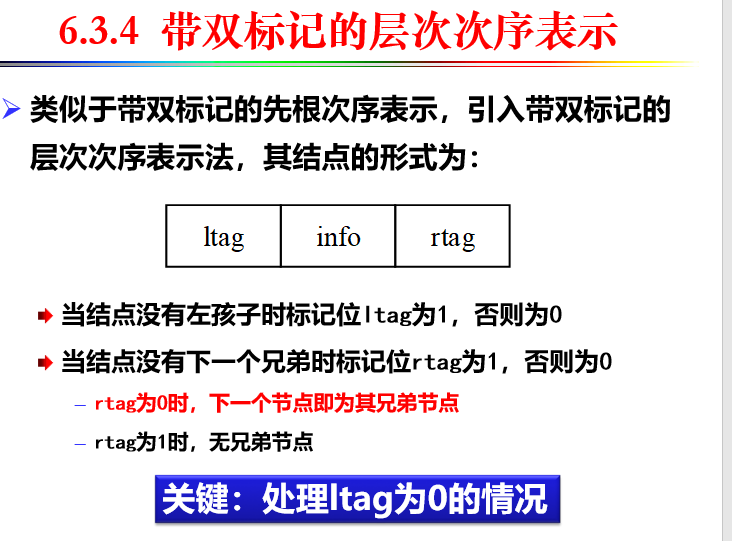 6.3.4 带双标记的层次次序表示
类似于带双标记的先根次序表示，引入带双标记的
层次次序表示法，其结点的形式为：
ltag info rtag
当结点没有左孩子时标记位ltag为1，否则为0
当结点没有下一个兄弟时标记位rtag为1，否则为0
– rtag为0时，下一个节点即为其兄弟节点
– rtag为1时，无兄弟节点
关键：处理ltag为0的情况